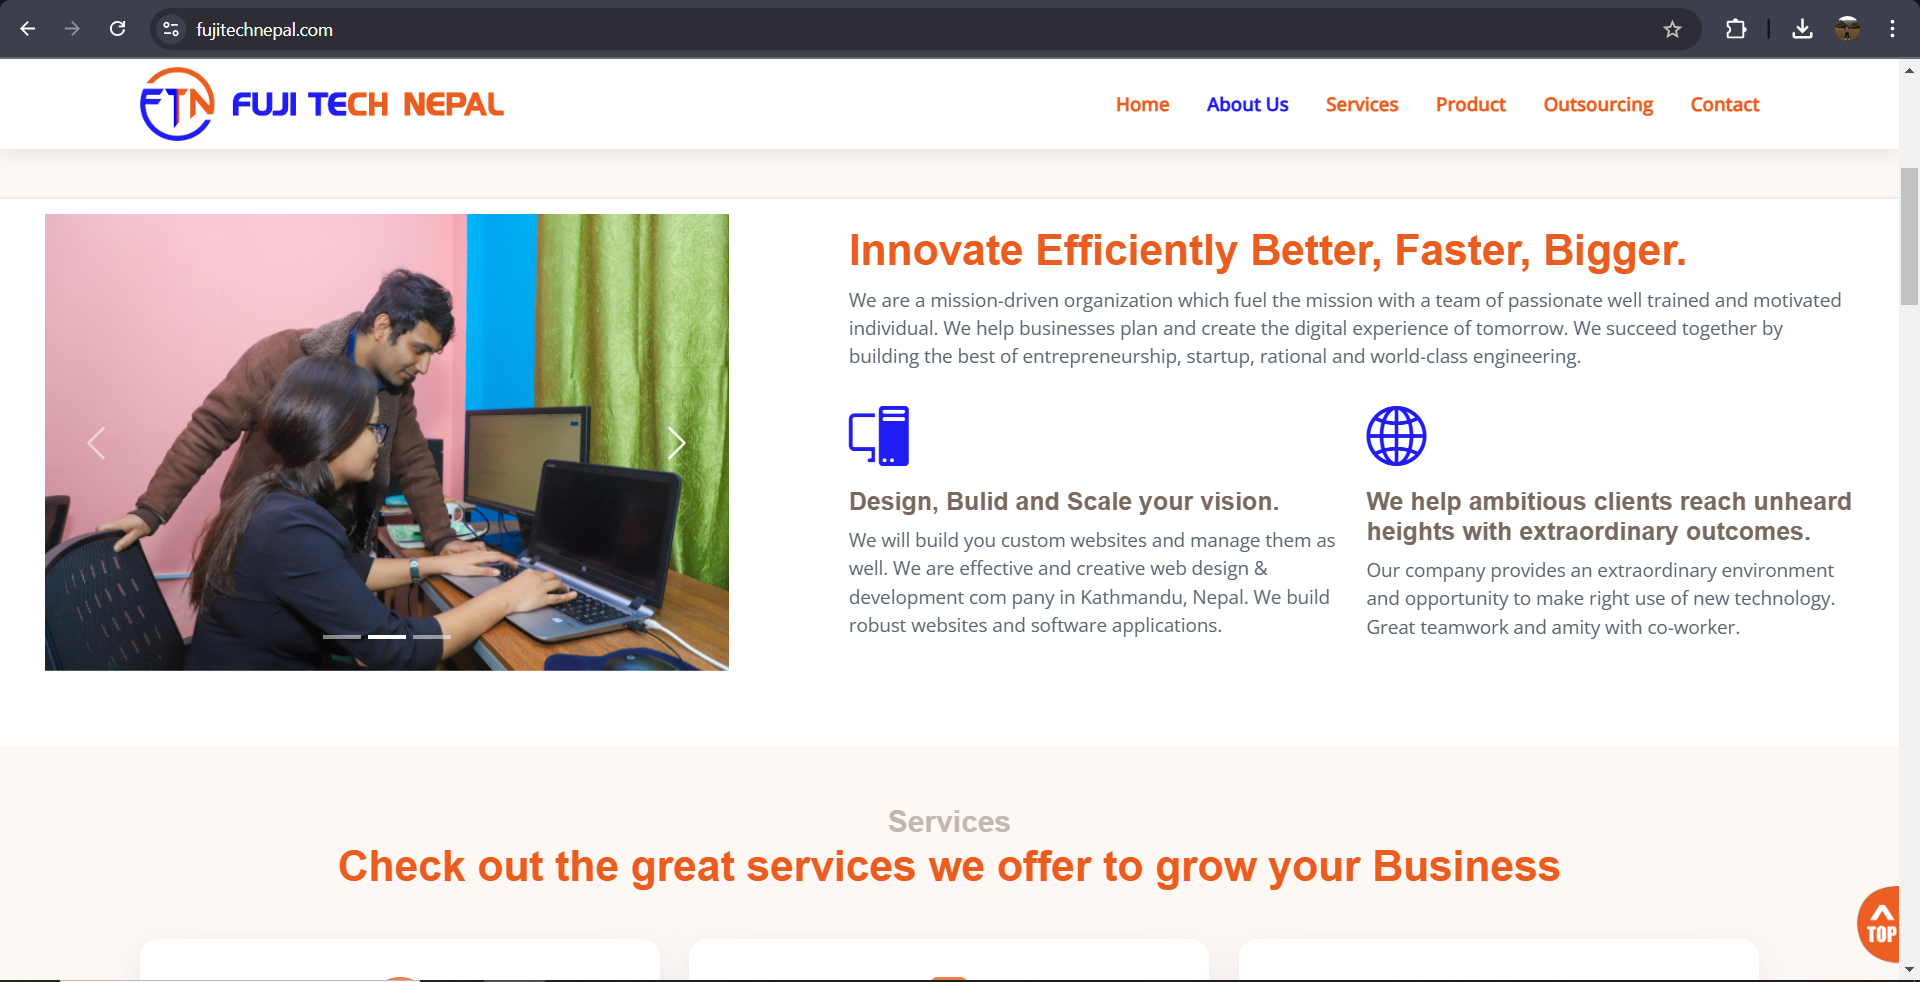 fujitechnepal.com
FTN FUJI TECH NEPAL
Home About Us Services Product Outsourcing Contact
Innovate Efficiently Better, Faster, Bigger.
We are a mission-driven organization which fuel the mission with a team of passionate well trained and motivated
individual. We help businesses plan and create the digital experience of tomorrow. We succeed together by
building the best of entrepreneurship, startup, rational and world-class engineering.
Design, Bulid and Scale your vision.
We will build you custom websites and manage them as
well. We are effective and creative web design &
development com pany in Kathmandu, Nepal. We build
robust websites and software applications.
We help ambitious clients reach unheard
heights with extraordinary outcomes.
Our company provides an extraordinary environment
and opportunity to make right use of new technology.
Great teamwork and amity with co-worker.
Services
Check out the great services we offer to grow your Business
TOP